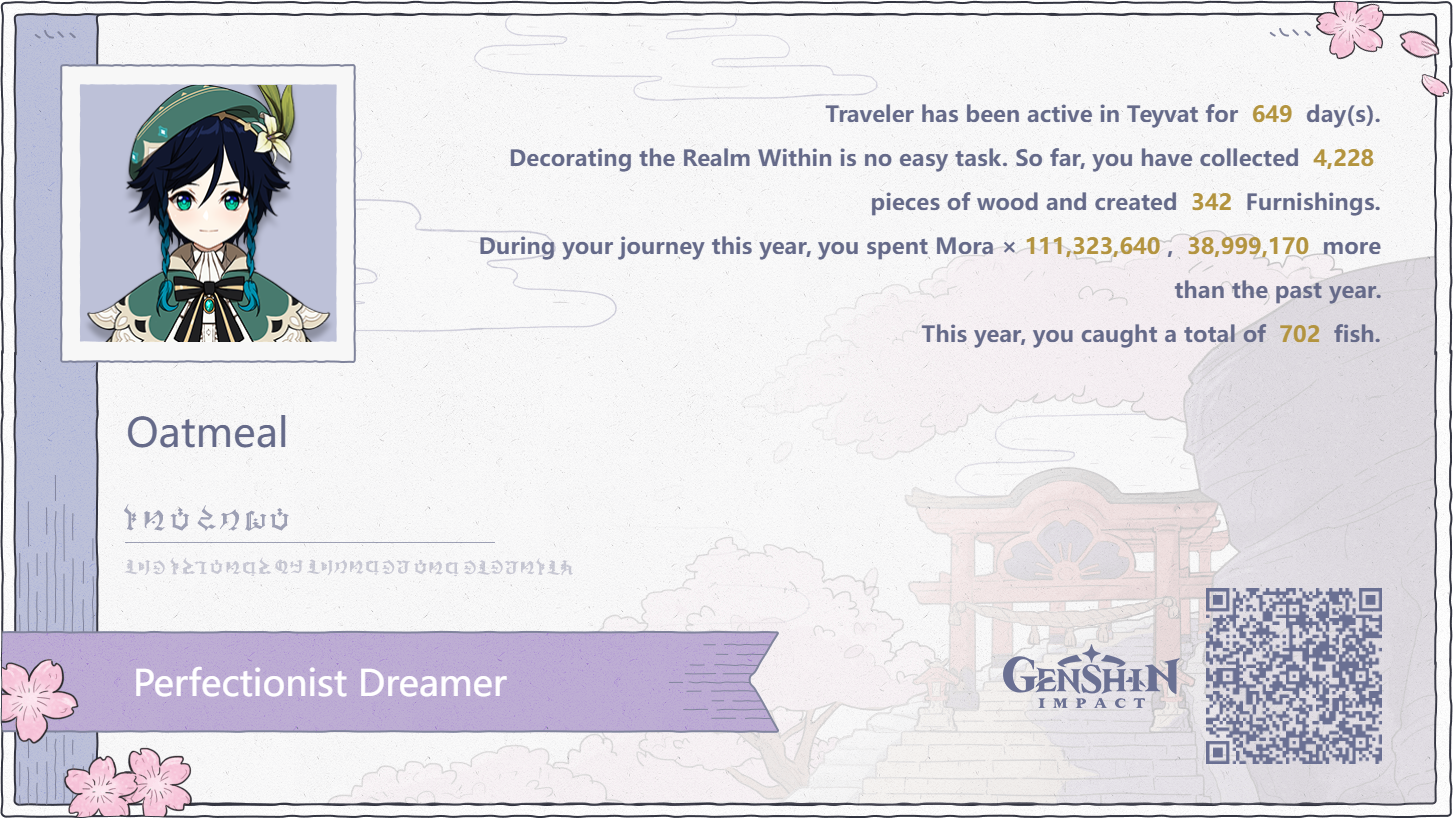 Traveler has been active in Teyvat for 649 day(s).
Decorating the Realm Within is no easy task. So far, you have collected 4,228
pieces of wood and created 342 Furnishings.
During your journey this year, you spent Mora × 111,323,640 , 38,999,170 more
than the past year.
This year, you caught a total of 702 fish.
Oatmeal
Perfectionist Dreamer
GENSHIN
IMPACT